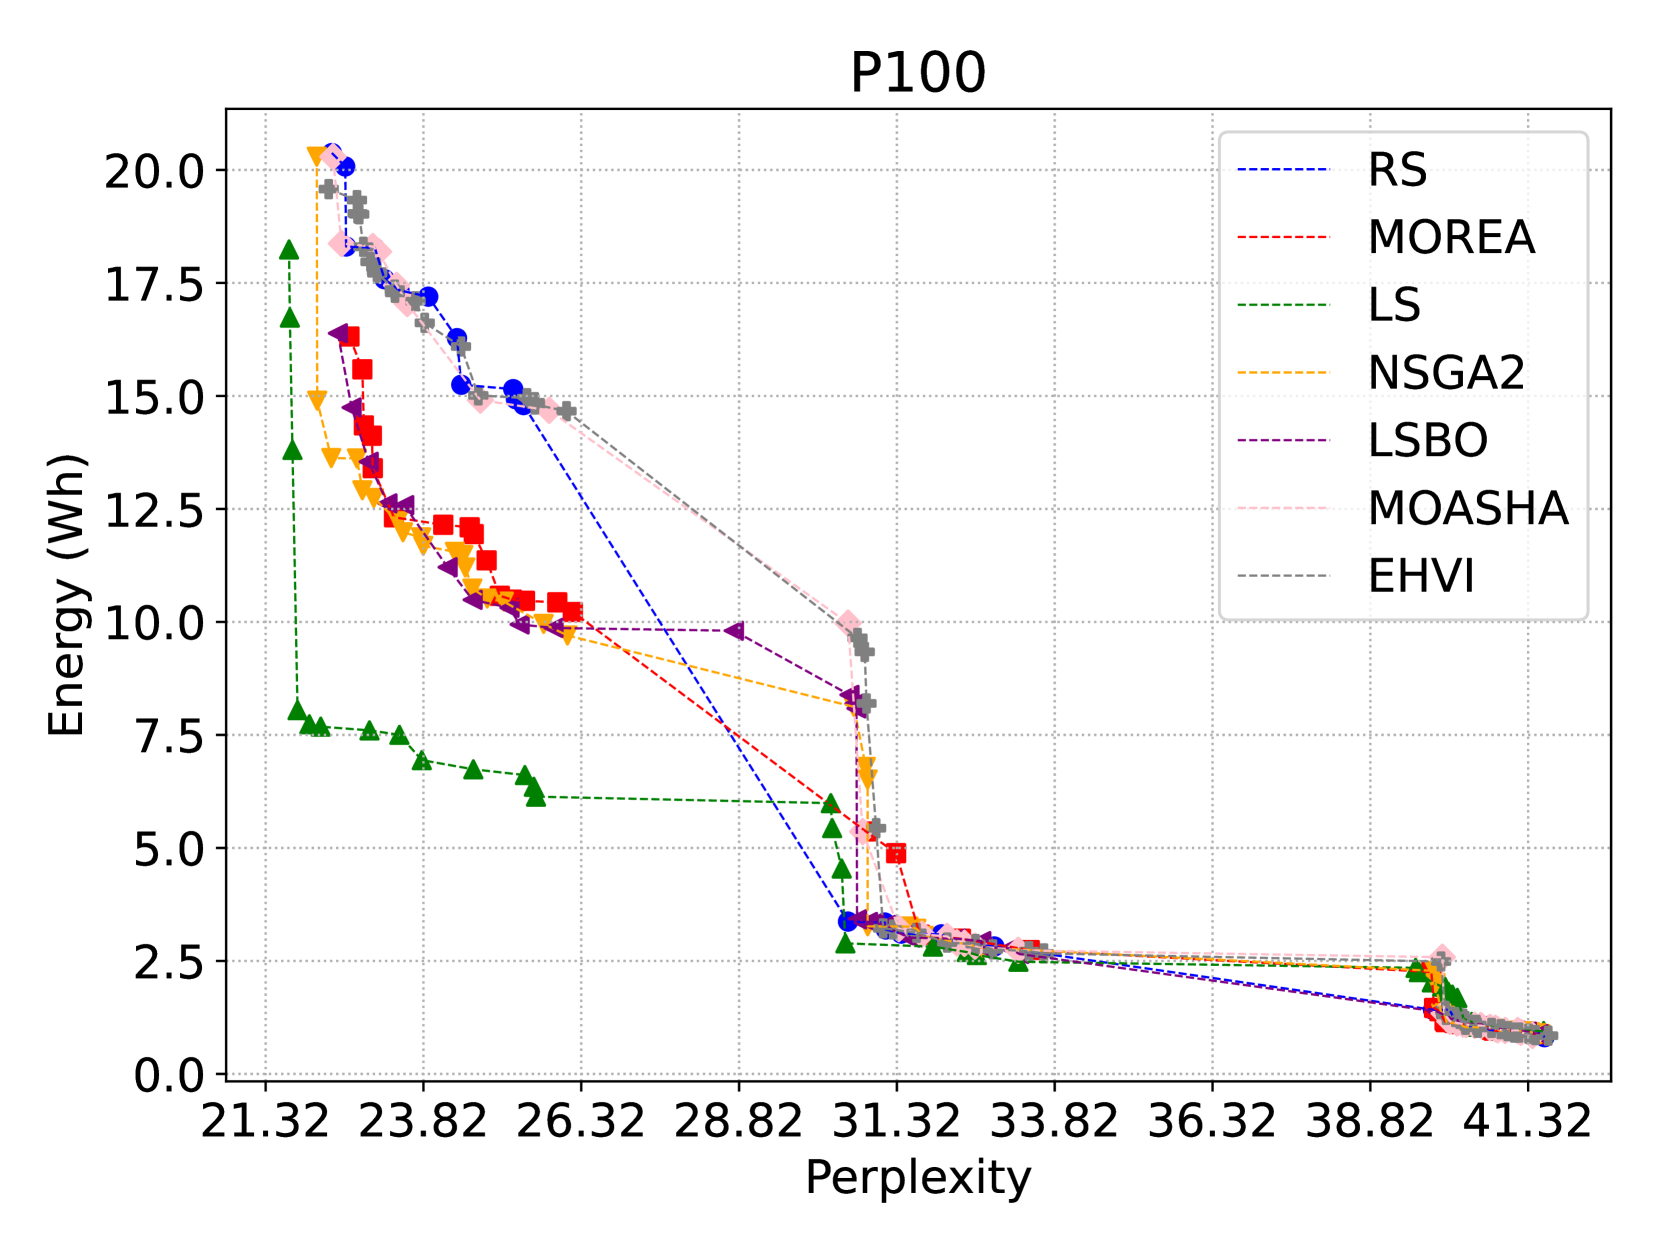 P100
Energy (Wh)
20.0
17.5
15.0
12.5
10.0
7.5
5.0
2.5
0.0
RS
MOREA
LS
NSGA2
LSBO
MOASHA
EHVI
21.32 23.82 26.32 28.82 31.32 33.82 36.32 38.82 41.32
Perplexity